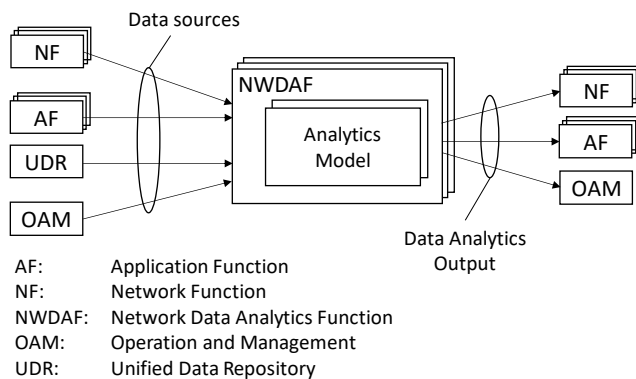 Data sources
NF
AF
UDR
OAM
NWDAF
Analytics
Model
NF
AF
OAM
Data Analytics
Output
AF: Application Function
NF: Network Function
NWDAF: Network Data Analytics Function
OAM: Operation and Management
UDR: Unified Data Repository